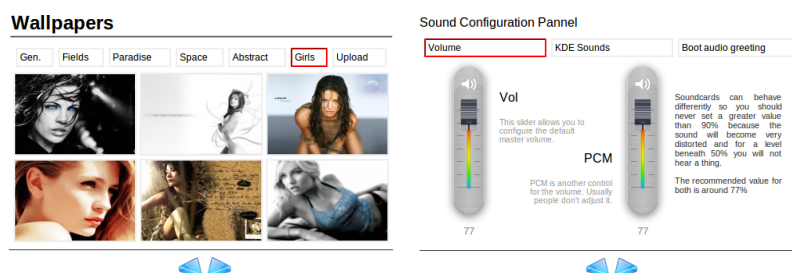 Wallpapers
Gen. Fields Paradise Space Abstract Girls Upload
Sound Configuration Pannel
Volume KDE Sounds Boot audio greeting
Vol
This slider allows you to
configure the default
master volume.
PCM
PCM is another control
for the volume. Usually
people don't adjust it.
77
77
Soundcards can behave
differently so you should
never set a greater value
than 90% because the
sound will become very
distorted and for a level
beneath 50% you will not
hear a thing.
The recommended value for
both is around 77%